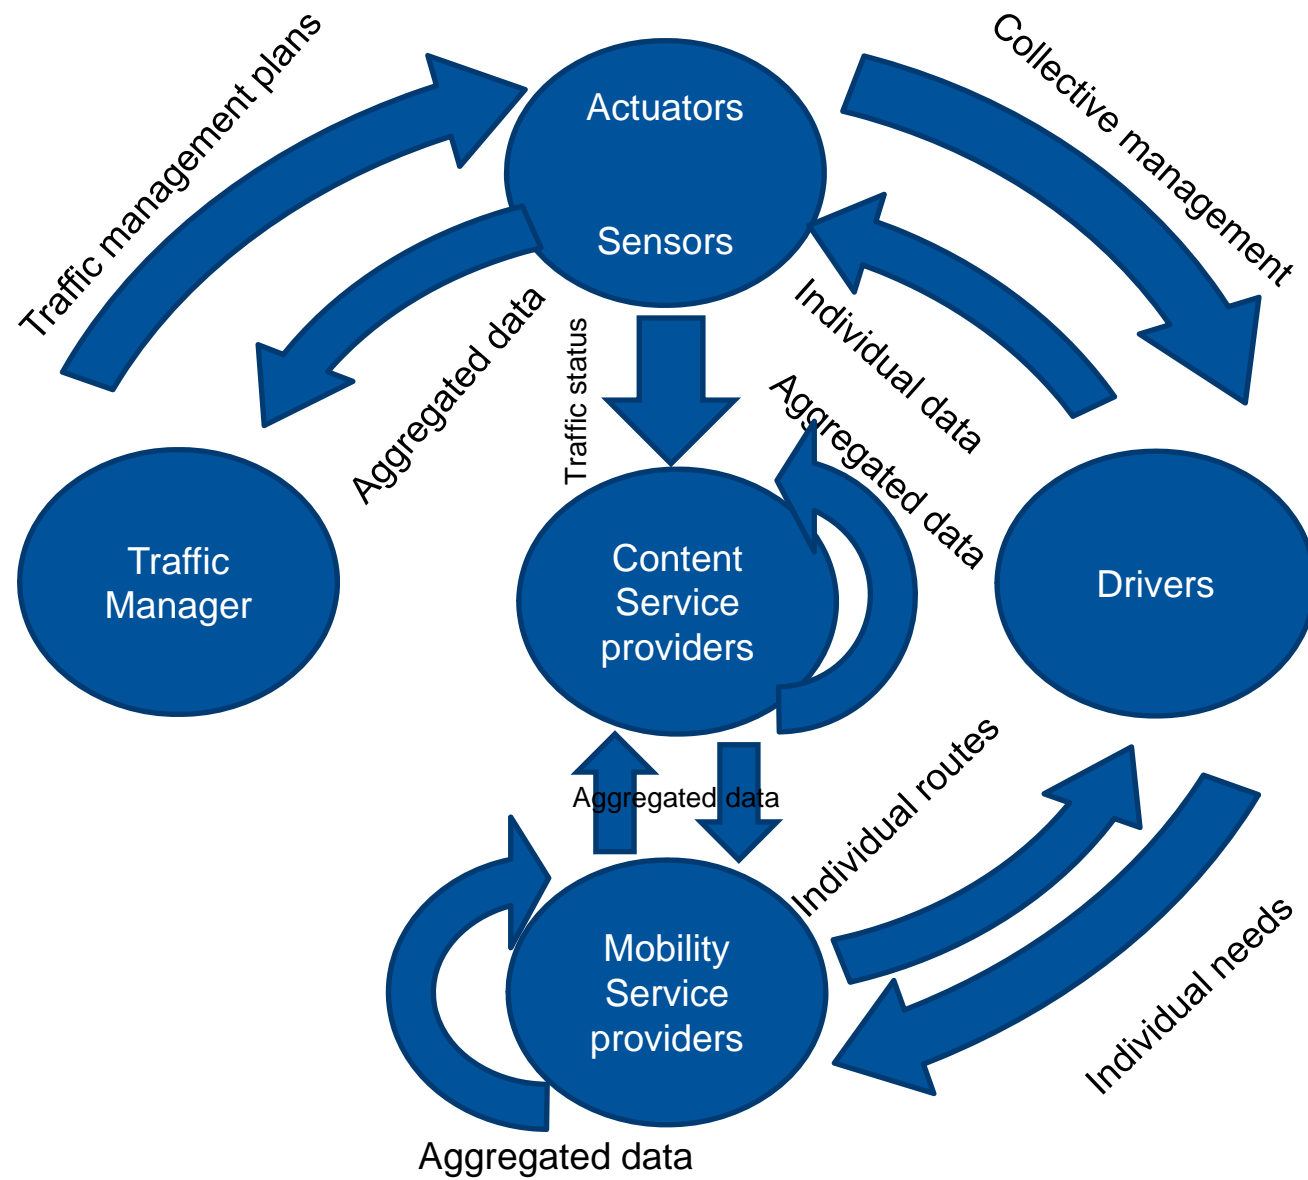 Traffic management plans
Actuators
Collective management
Sensors
Aggregated data
Traffic status
Individual data
Aggregated data
Traffic
Manager
Content
Service
providers
Drivers
Aggregated data
Individual routes
Mobility
Service
providers
Individual needs
Aggregated data